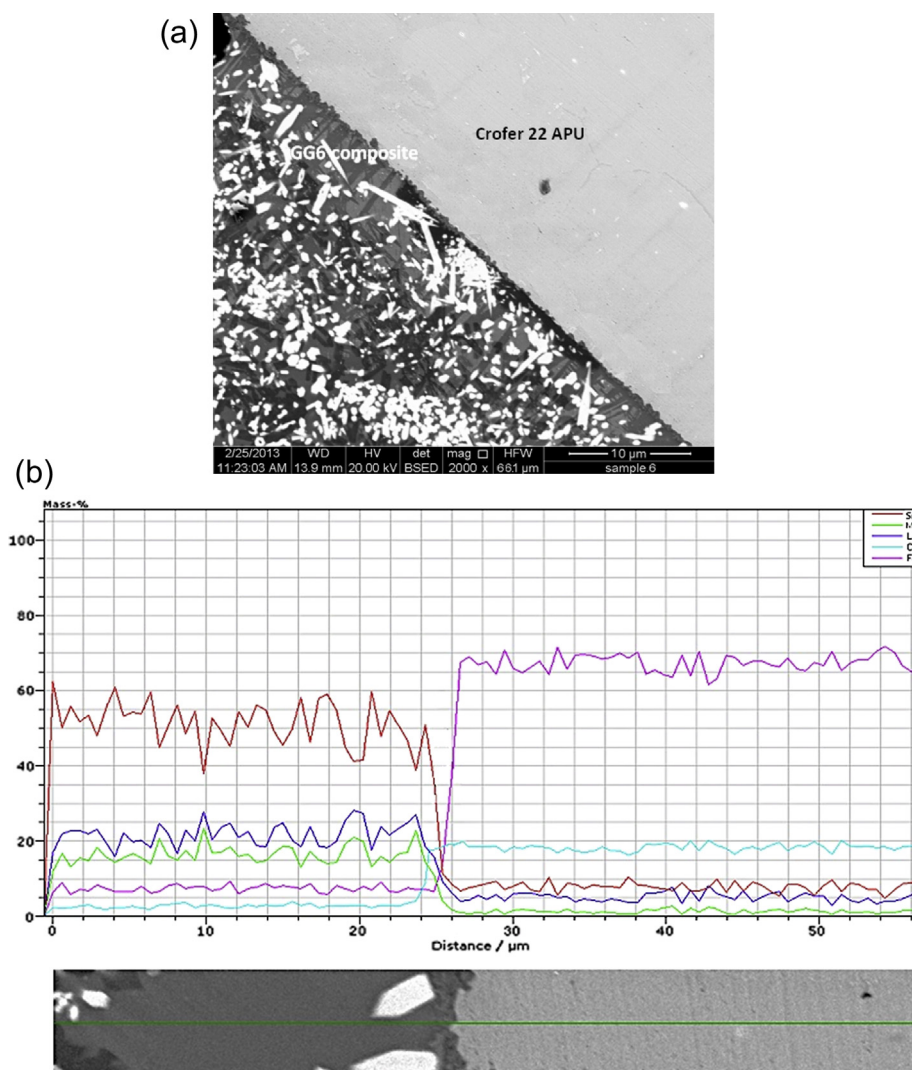 (a)
Crofer 22 APU
GG6 composite
2/25/2013 WD HV det mag □ HFW 10 µm
11:23:03 AM 13.9 mm 20.00 kV BSED 2000 x 66.1 µm sample 6
(b)
Mass-%
S
M
L
C
F
100
80
60
40
20
0
0 10 20 30 40 50
Distance / µm